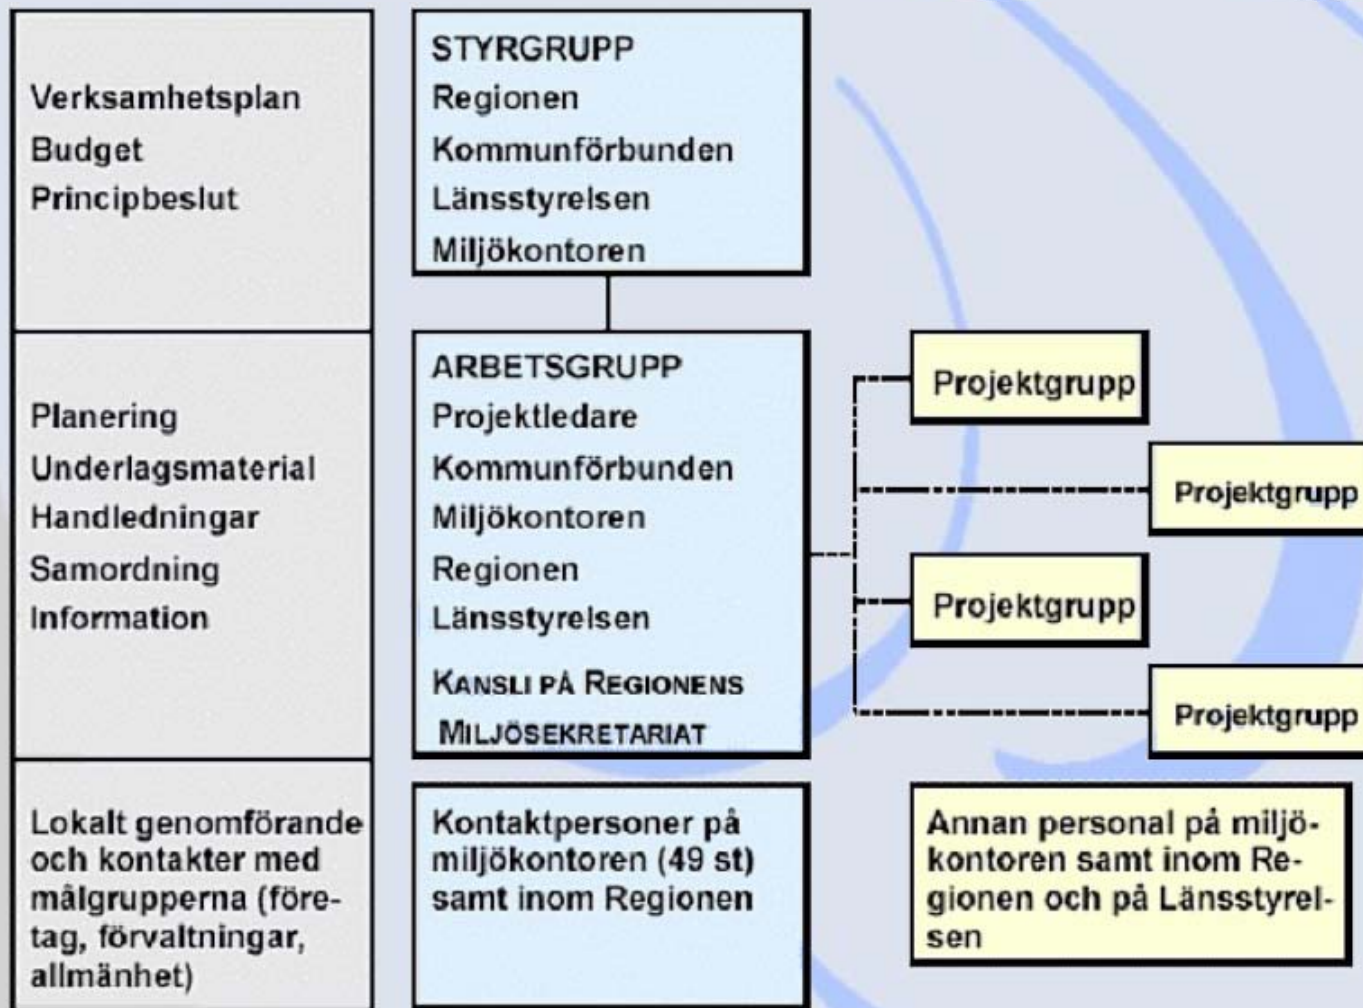 Verksamhetsplan
Budget
Principbeslut
STYRGRUPP
Regionen
Kommunförbunden
Länsstyrelsen
Miljökontoren
Planering
Underlagsmaterial
Handledningar
Samordning
Information
ARBETSGRUPP
Projektledare
Kommunförbunden
Miljökontoren
Regionen
Länsstyrelsen
KANSLI PÅ REGIONENS
MILJÖSEKRETARIAT
Projektgrupp
Projektgrupp
Projektgrupp
Projektgrupp
Lokalt genomförande
och kontakter med
målgrupperna (före-
tag, förvaltningar,
allmänhet)
Kontaktpersoner på
miljökontoren (49 st)
samt inom Regionen
Annan personal på miljö-
kontoren samt inom Re-
gionen och på Länsstyrel-
sen